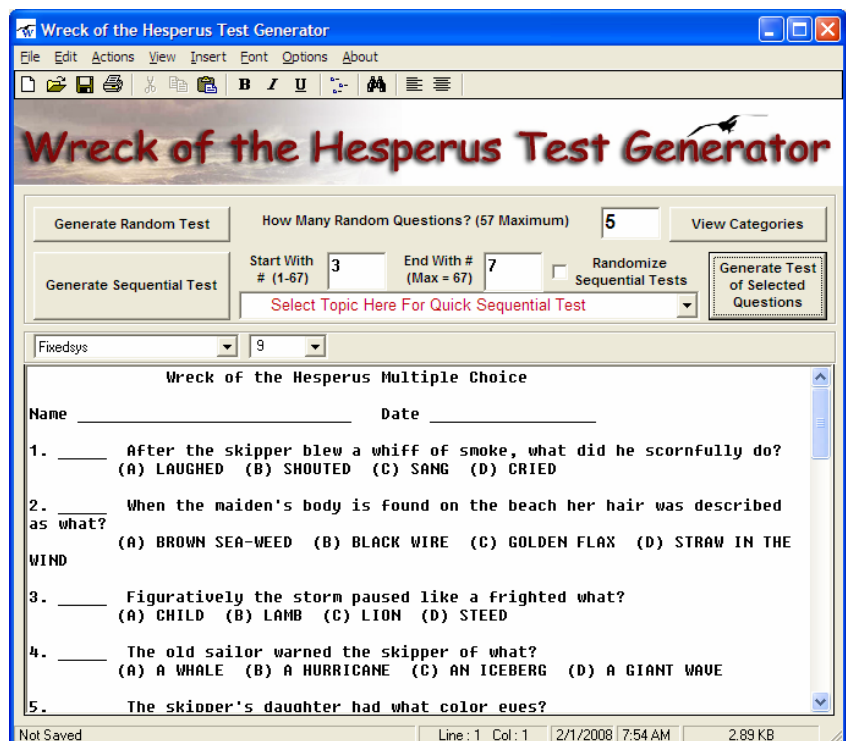 Wreck of the Hesperus Test Generator
File Edit Actions View Insert Font Options About
B I U
Wreck of the Hesperus Test Generator
Generate Random Test How Many Random Questions? (57 Maximum) 5 View Categories
Generate Sequential Test Start With # (1-67) 3 End With # (Max = 67) 7 Randomize Sequential Tests Generate Test of Selected Questions
Select Topic Here For Quick Sequential Test
Fixedsys 9
Wreck of the Hesperus Multiple Choice
Name _________________________ Date _______________
1. _____ After the skipper blew a whiff of smoke, what did he scornfully do?
(A) LAUGHED (B) SHOUTED (C) SANG (D) CRIED
2. _____ When the maiden's body is found on the beach her hair was described
as what?
(A) BROWN SEA-WEED (B) BLACK WIRE (C) GOLDEN FLAX (D) STRAW IN THE
WIND
3. _____ Figuratively the storm paused like a frighted what?
(A) CHILD (B) LAMB (C) LION (D) STEED
4. _____ The old sailor warned the skipper of what?
(A) A WHALE (B) A HURRICANE (C) AN ICEBERG (D) A GIANT WAVE
5. The skipper's daughter had what color eyes?
Not Saved Line : 1 Col : 1 2/1/2008 7:54 AM 2.89 KB